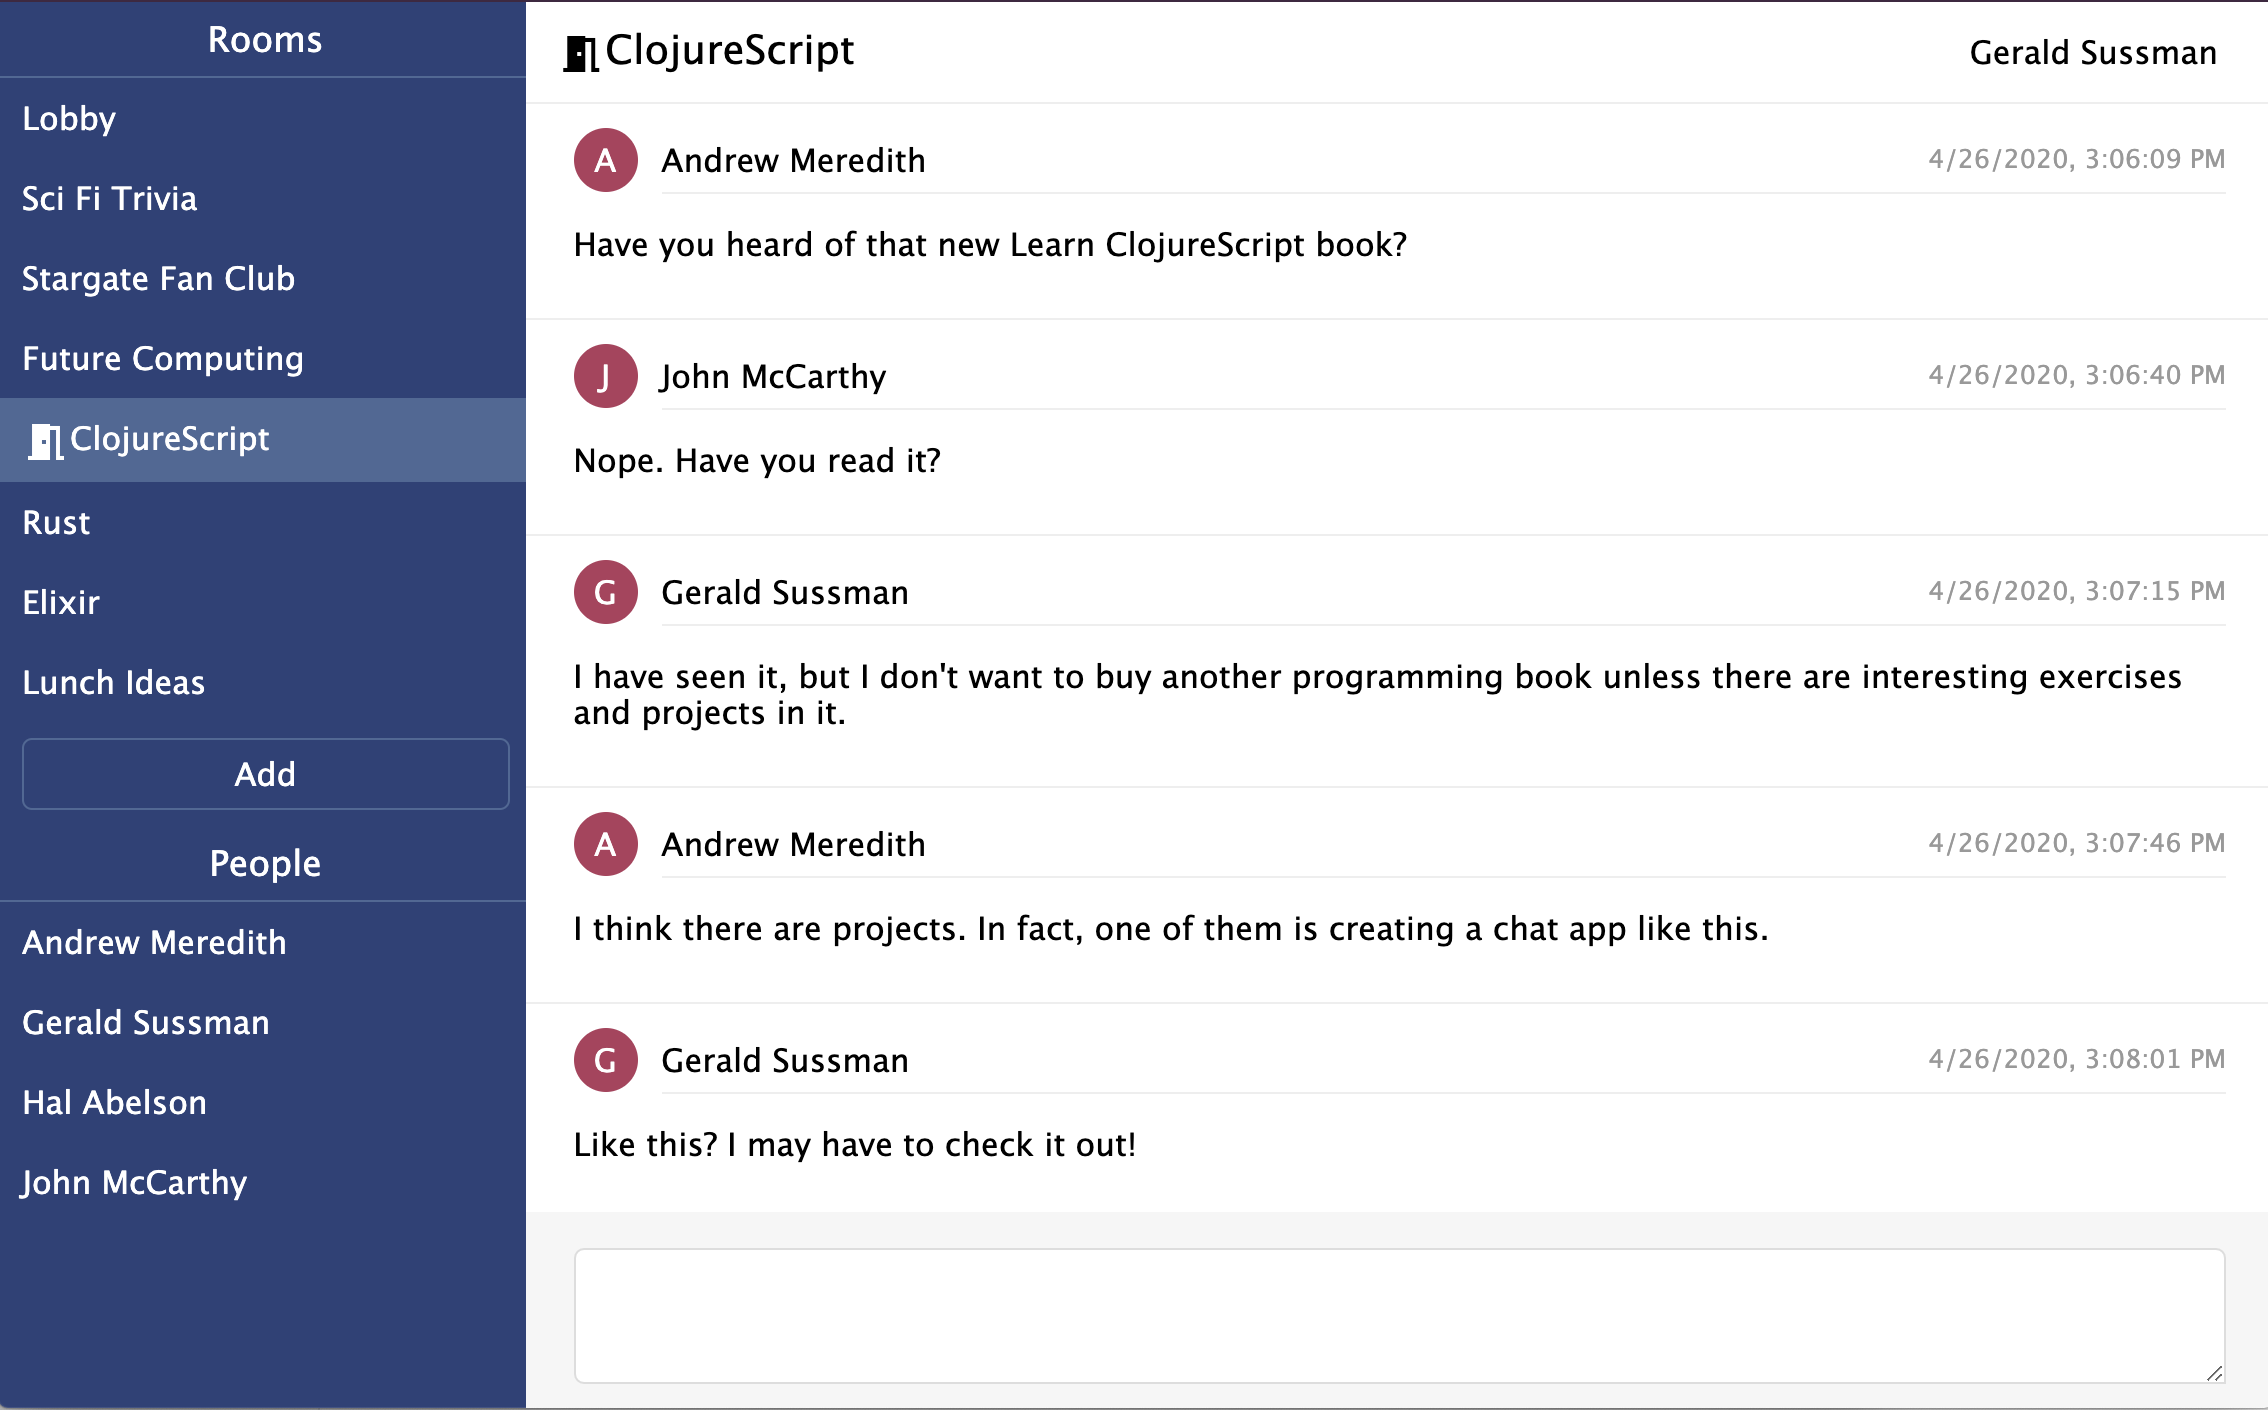 Rooms
Lobby
Sci Fi Trivia
Stargate Fan Club
Future Computing
ClojureScript
Rust
Elixir
Lunch Ideas
Add
People
Andrew Meredith
Gerald Sussman
Hal Abelson
John McCarthy
ClojureScript
Gerald Sussman
A
Andrew Meredith
4/26/2020, 3:06:09 PM
Have you heard of that new Learn ClojureScript book?
J
John McCarthy
4/26/2020, 3:06:40 PM
Nope. Have you read it?
G
Gerald Sussman
4/26/2020, 3:07:15 PM
I have seen it, but I don't want to buy another programming book unless there are interesting exercises
and projects in it.
A
Andrew Meredith
4/26/2020, 3:07:46 PM
I think there are projects. In fact, one of them is creating a chat app like this.
G
Gerald Sussman
4/26/2020, 3:08:01 PM
Like this? I may have to check it out!